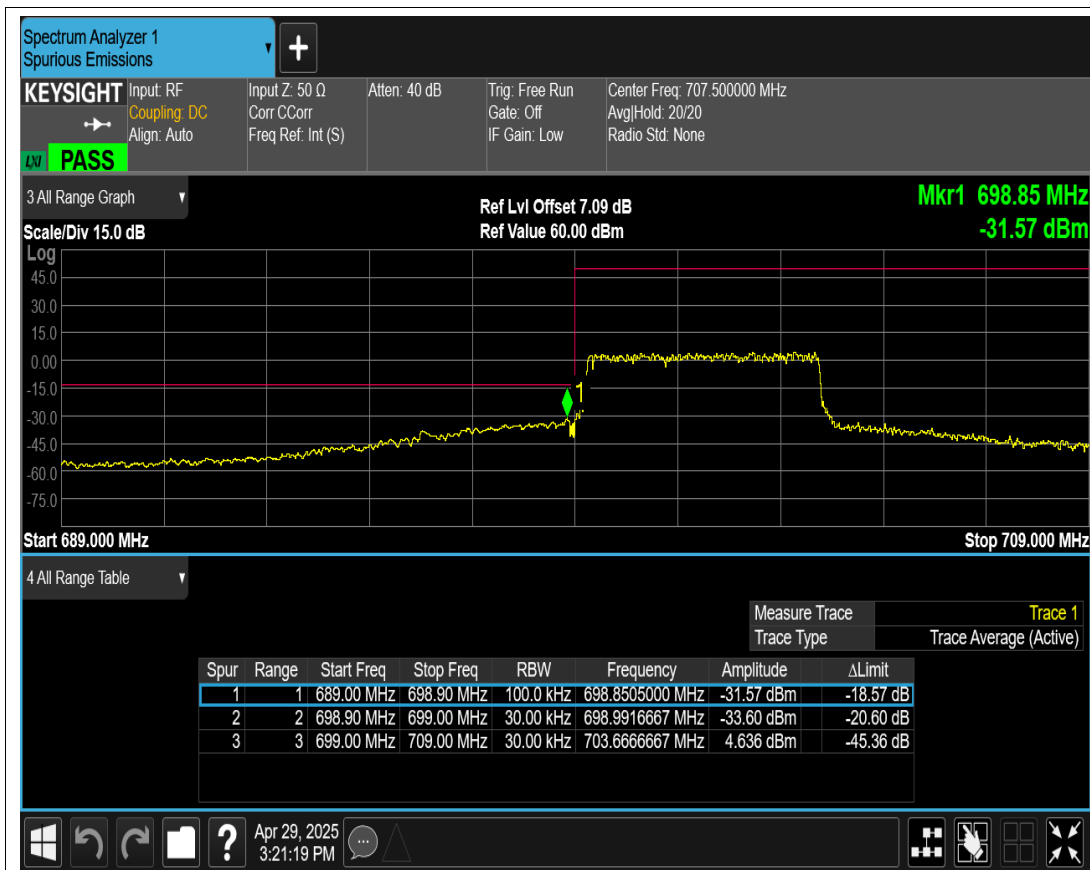 Spectrum Analyzer 1
Spurious Emissions
+
KEYSIGHT
Input: RF
Coupling: DC
Align: Auto
Input Z: 50 Ω
Corr CCorr
Freq Ref: Int (S)
Atten: 40 dB
Trig: Free Run
Gate: Off
IF Gain: Low
Center Freq: 707.500000 MHz
Avg|Hold: 20/20
Radio Std: None
LXI PASS
3 All Range Graph
Scale/Div 15.0 dB
Ref Lvl Offset 7.09 dB
Ref Value 60.00 dBm
Mkr1 698.85 MHz
-31.57 dBm
Log
45.0
30.0
15.0
0.00
-15.0
-30.0
-45.0
-60.0
-75.0
1
Start 689.000 MHz Stop 709.000 MHz
4 All Range Table
Measure Trace Trace 1
Trace Type Trace Average (Active)
Spur Range Start Freq Stop Freq RBW Frequency Amplitude ΔLimit
1 1 689.00 MHz 698.90 MHz 100.0 kHz 698.8505000 MHz -31.57 dBm -18.57 dB
2 2 698.90 MHz 699.00 MHz 30.00 kHz 698.9916667 MHz -33.60 dBm -20.60 dB
3 3 699.00 MHz 709.00 MHz 30.00 kHz 703.6666667 MHz 4.636 dBm -45.36 dB
?
Apr 29, 2025
3:21:19 PM
...